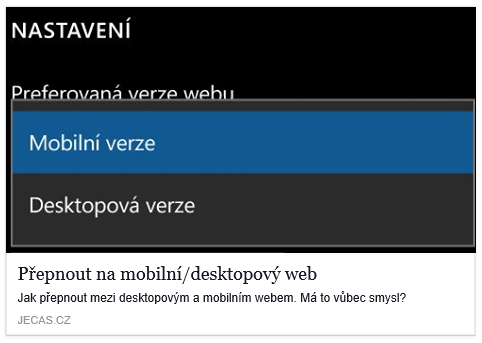 NASTAVENÍ
Preferovaná verze webu
Mobilní verze
Desktopová verze
Přepnout na mobilní/desktopový web
Jak přepnout mezi desktopovým a mobilním webem. Má to vůbec smysl?
JECAS.CZ